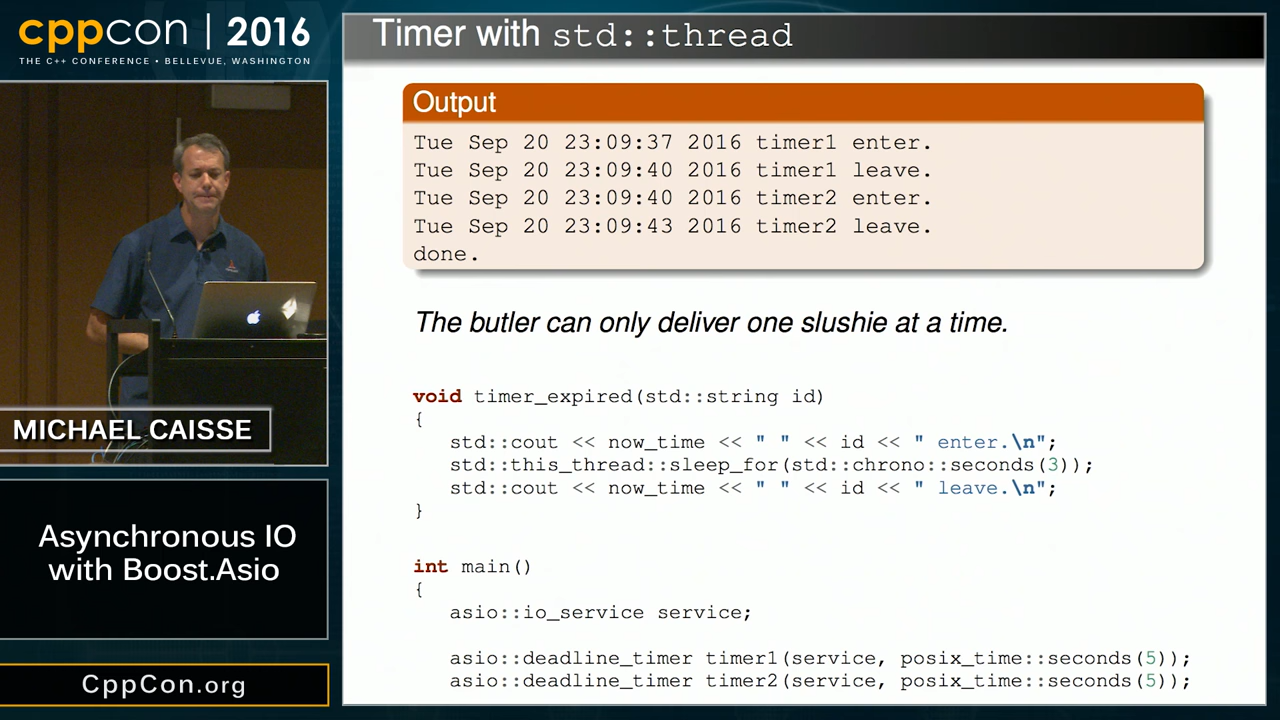 cppcon | 2016
THE C++ CONFERENCE • BELLEVUE, WASHINGTON
MICHAEL CAISSE
Asynchronous IO
with Boost.Asio
CppCon.org
Timer with std::thread
Output
Tue Sep 20 23:09:37 2016 timer1 enter.
Tue Sep 20 23:09:40 2016 timer1 leave.
Tue Sep 20 23:09:40 2016 timer2 enter.
Tue Sep 20 23:09:43 2016 timer2 leave.
done.
The butler can only deliver one slushie at a time.
void timer_expired(std::string id)
{
std::cout << now_time << " " << id << " enter.\n";
std::this_thread::sleep_for(std::chrono::seconds(3));
std::cout << now_time << " " << id << " leave.\n";
}
int main()
{
asio::io_service service;
asio::deadline_timer timer1(service, posix_time::seconds(5));
asio::deadline_timer timer2(service, posix_time::seconds(5));